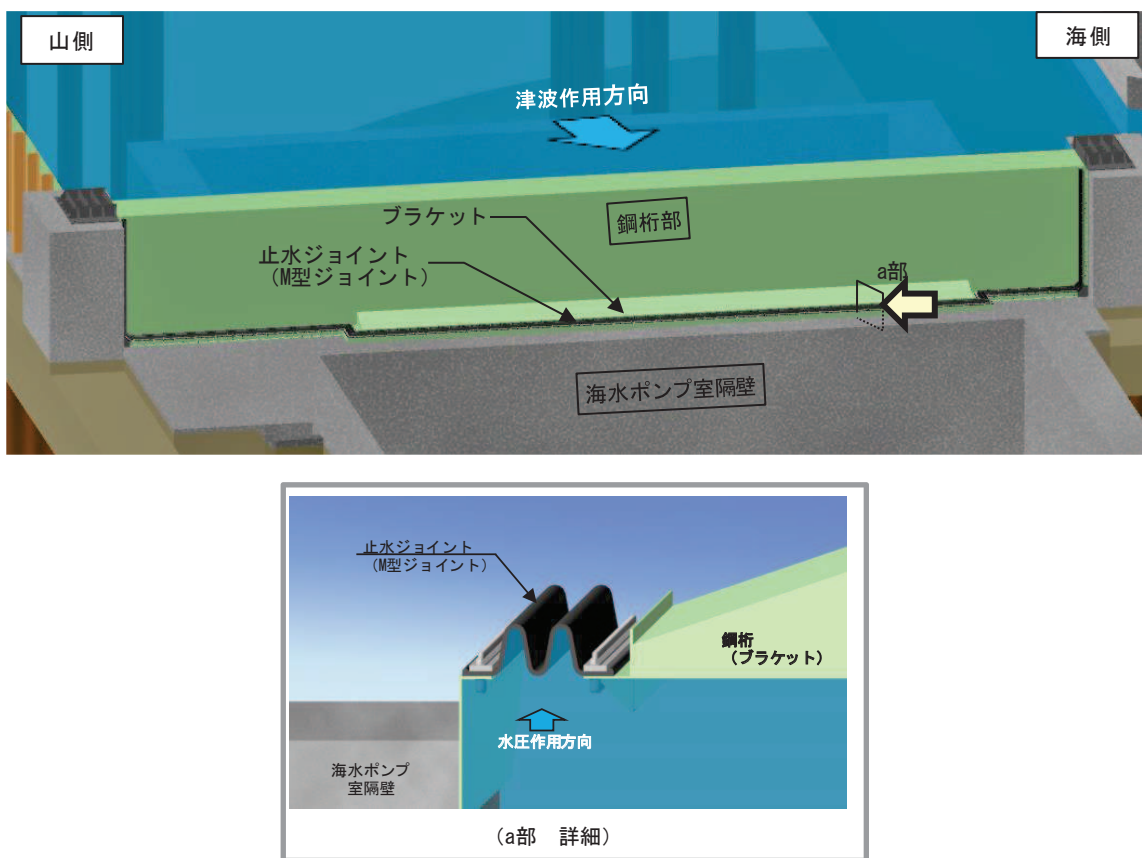 山側
海側
津波作用方向
ブラケット
鋼桁部
止水ジョイント
（M型ジョイント）
a部
海水ポンプ室隔壁
止水ジョイント
（M型ジョイント）
鋼桁
（ブラケット）
水圧作用方向
海水ポンプ
室隔壁
（a部　詳細）